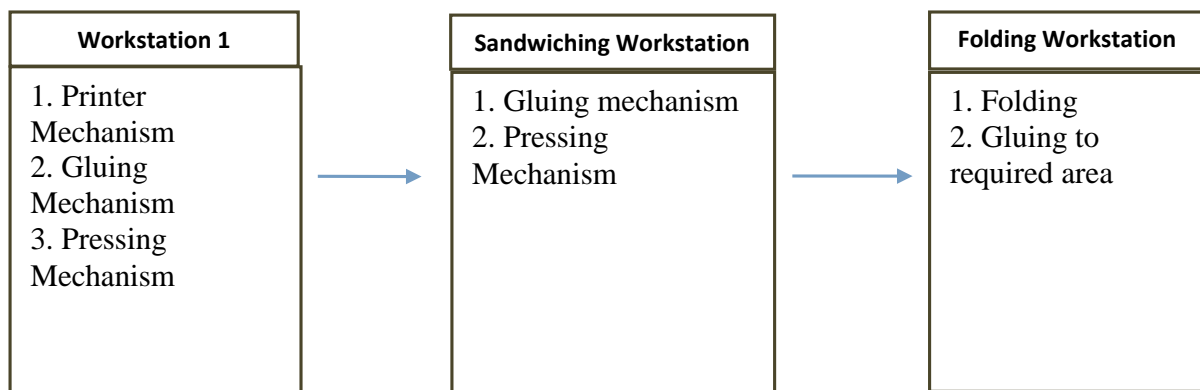 Workstation 1
1. Printer
Mechanism
2. Gluing
Mechanism
3. Pressing
Mechanism
Sandwiching Workstation
1. Gluing mechanism
2. Pressing
Mechanism
Folding Workstation
1. Folding
2. Gluing to
required area